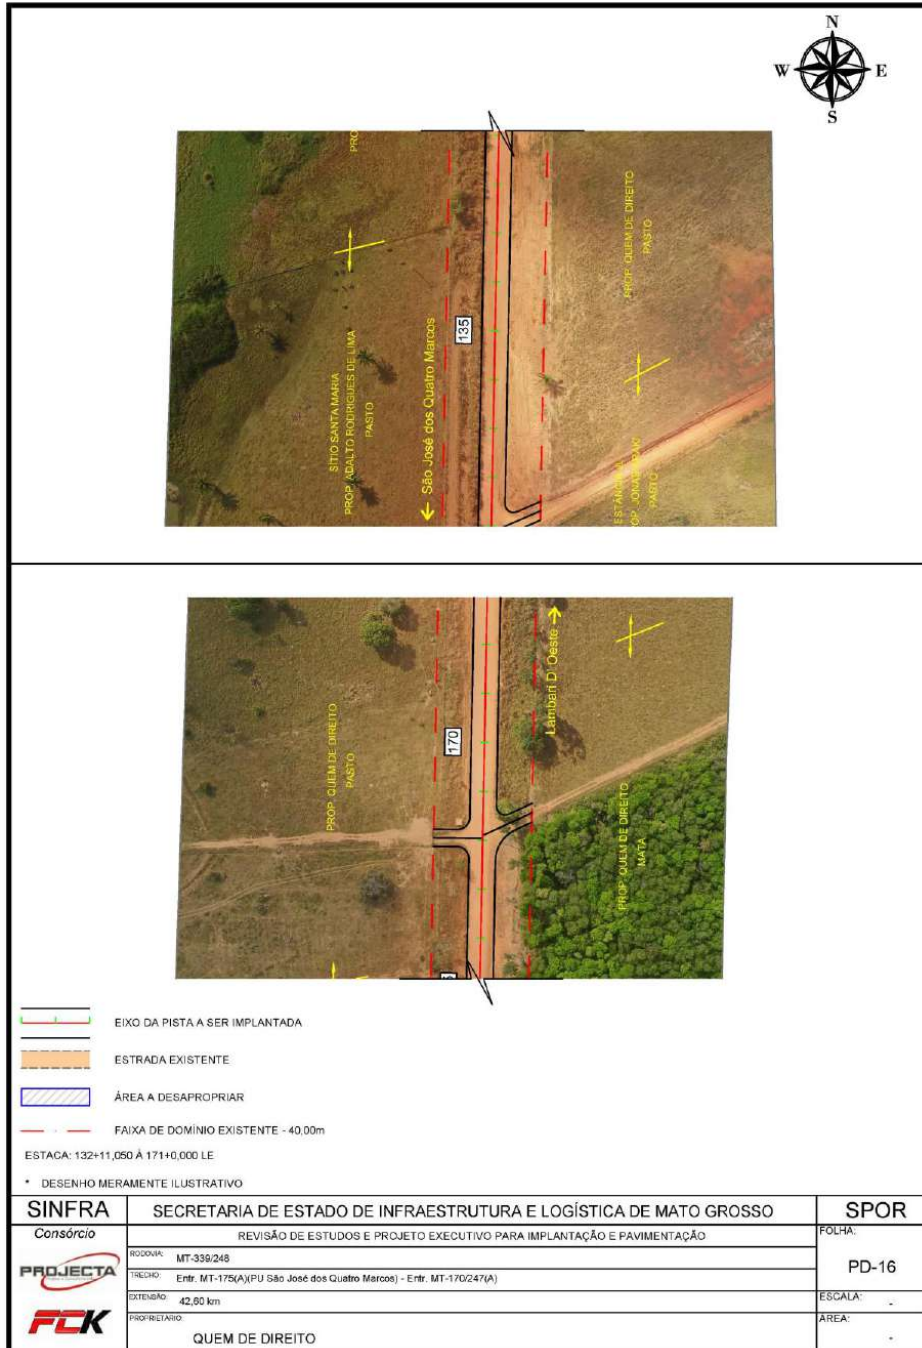 N
W E
S
PRO
PROP. QUEM DE DIREITO
PASTO
135
São José dos Quatro Marcos
SÍTIO SANTA MARIA
PROP. ADALTO RODRIGUES DE LIMA
PASTO
ESTÂNCIA
PASTO
Lambari D' Oeste
170
PROP. QUEM DE DIREITO
PASTO
PROP. QUEM DE DIREITO
MATA
EIXO DA PISTA A SER IMPLANTADA
ESTRADA EXISTENTE
ÁREA A DESAPROPRIAR
FAIXA DE DOMÍNIO EXISTENTE - 40,00m
ESTACA: 132+11,050 À 171+0,000 LE
* DESENHO MERAMENTE ILUSTRATIVO
SINFRA
SECRETARIA DE ESTADO DE INFRAESTRUTURA E LOGÍSTICA DE MATO GROSSO
SPOR
Consórcio
REVISÃO DE ESTUDOS E PROJETO EXECUTIVO PARA IMPLANTAÇÃO E PAVIMENTAÇÃO
FOLHA:
PROJECTA
RODOVIA: MT-339/248
PD-16
TRECHO: Entr. MT-175(A)(PU São José dos Quatro Marcos) - Entr. MT-170/247(A)
EXTENSÃO: 42,60 km
ESCALA: -
FCK
PROPRIETÁRIO:
ÁREA: -
QUEM DE DIREITO